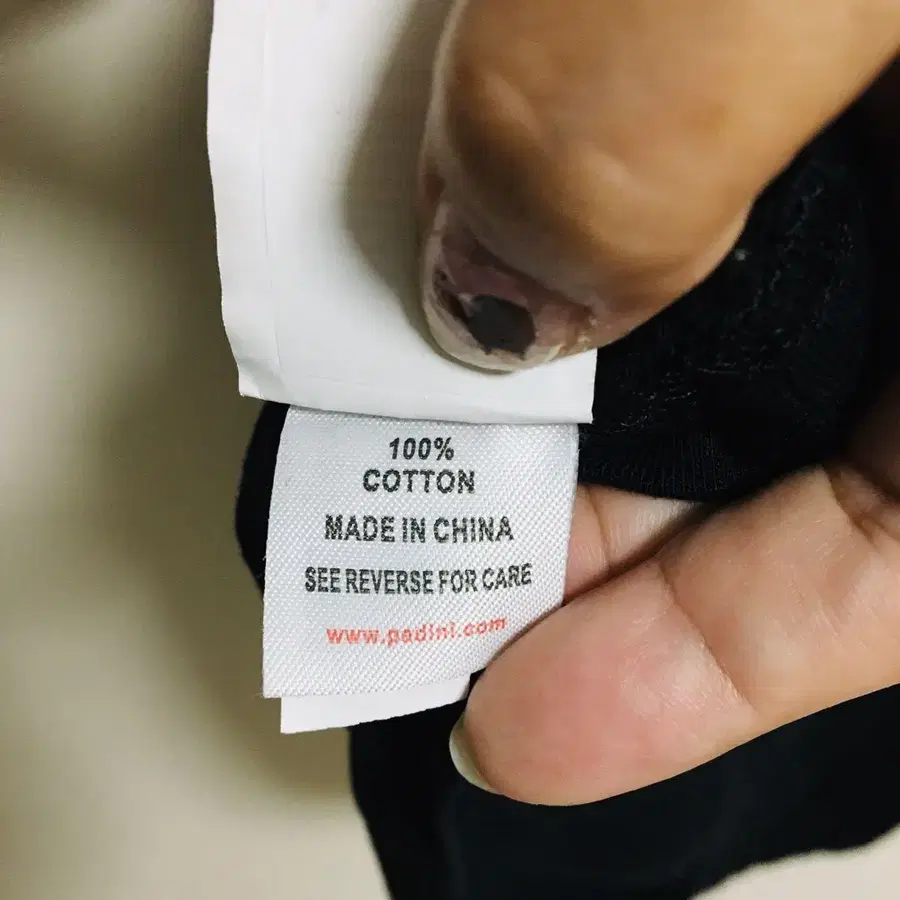 100%
COTTON
MADE IN CHINA
SEE REVERSE FOR CARE
www.padini.com